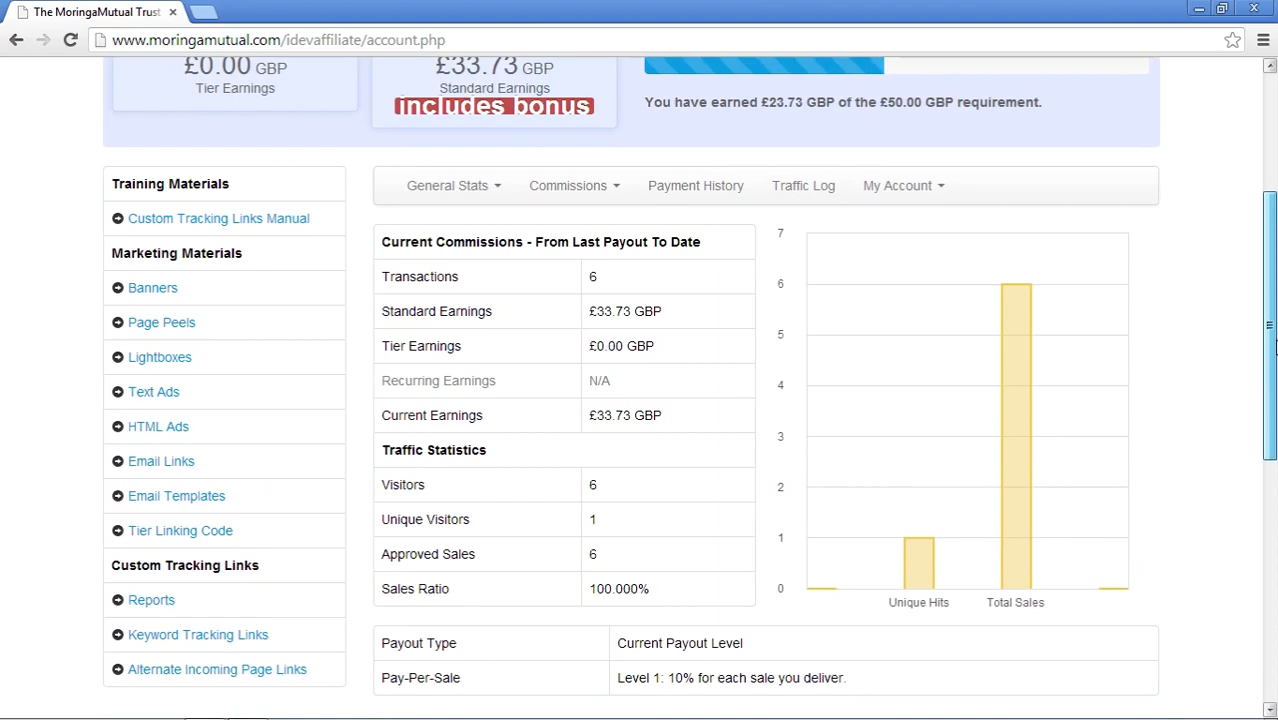 The MoringaMutual Trust
www.moringamutual.com/idevaffiliate/account.php
£0.00 GBP
Tier Earnings
£33.73 GBP
Standard Earnings
includes bonus
You have earned £23.73 GBP of the £50.00 GBP requirement.
Training Materials
Custom Tracking Links Manual
Marketing Materials
Banners
Page Peels
Lightboxes
Text Ads
HTML Ads
Email Links
Email Templates
Tier Linking Code
Custom Tracking Links
Reports
Keyword Tracking Links
Alternate Incoming Page Links
General Stats Commissions Payment History Traffic Log My Account
Current Commissions - From Last Payout To Date
Transactions 6
Standard Earnings £33.73 GBP
Tier Earnings £0.00 GBP
Recurring Earnings N/A
Current Earnings £33.73 GBP
Traffic Statistics
Visitors 6
Unique Visitors 1
Approved Sales 6
Sales Ratio 100.000%
7
6
5
4
3
2
1
0
Unique Hits Total Sales
Payout Type Current Payout Level
Pay-Per-Sale Level 1: 10% for each sale you deliver.